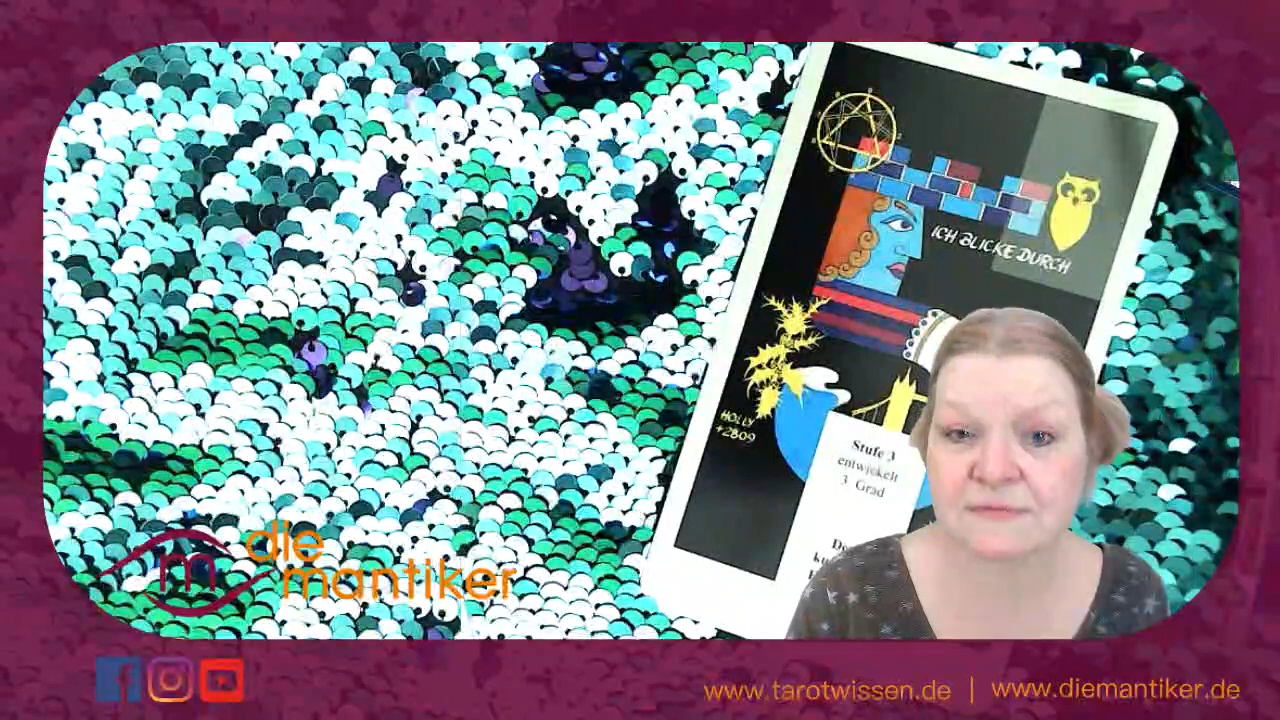 ICH BLICKE DURCH
HOLLY
+2809
Stufe 3
entwickelt
3. Grad
m die
mantiker
www.tarotwissen.de | www.diemantiker.de